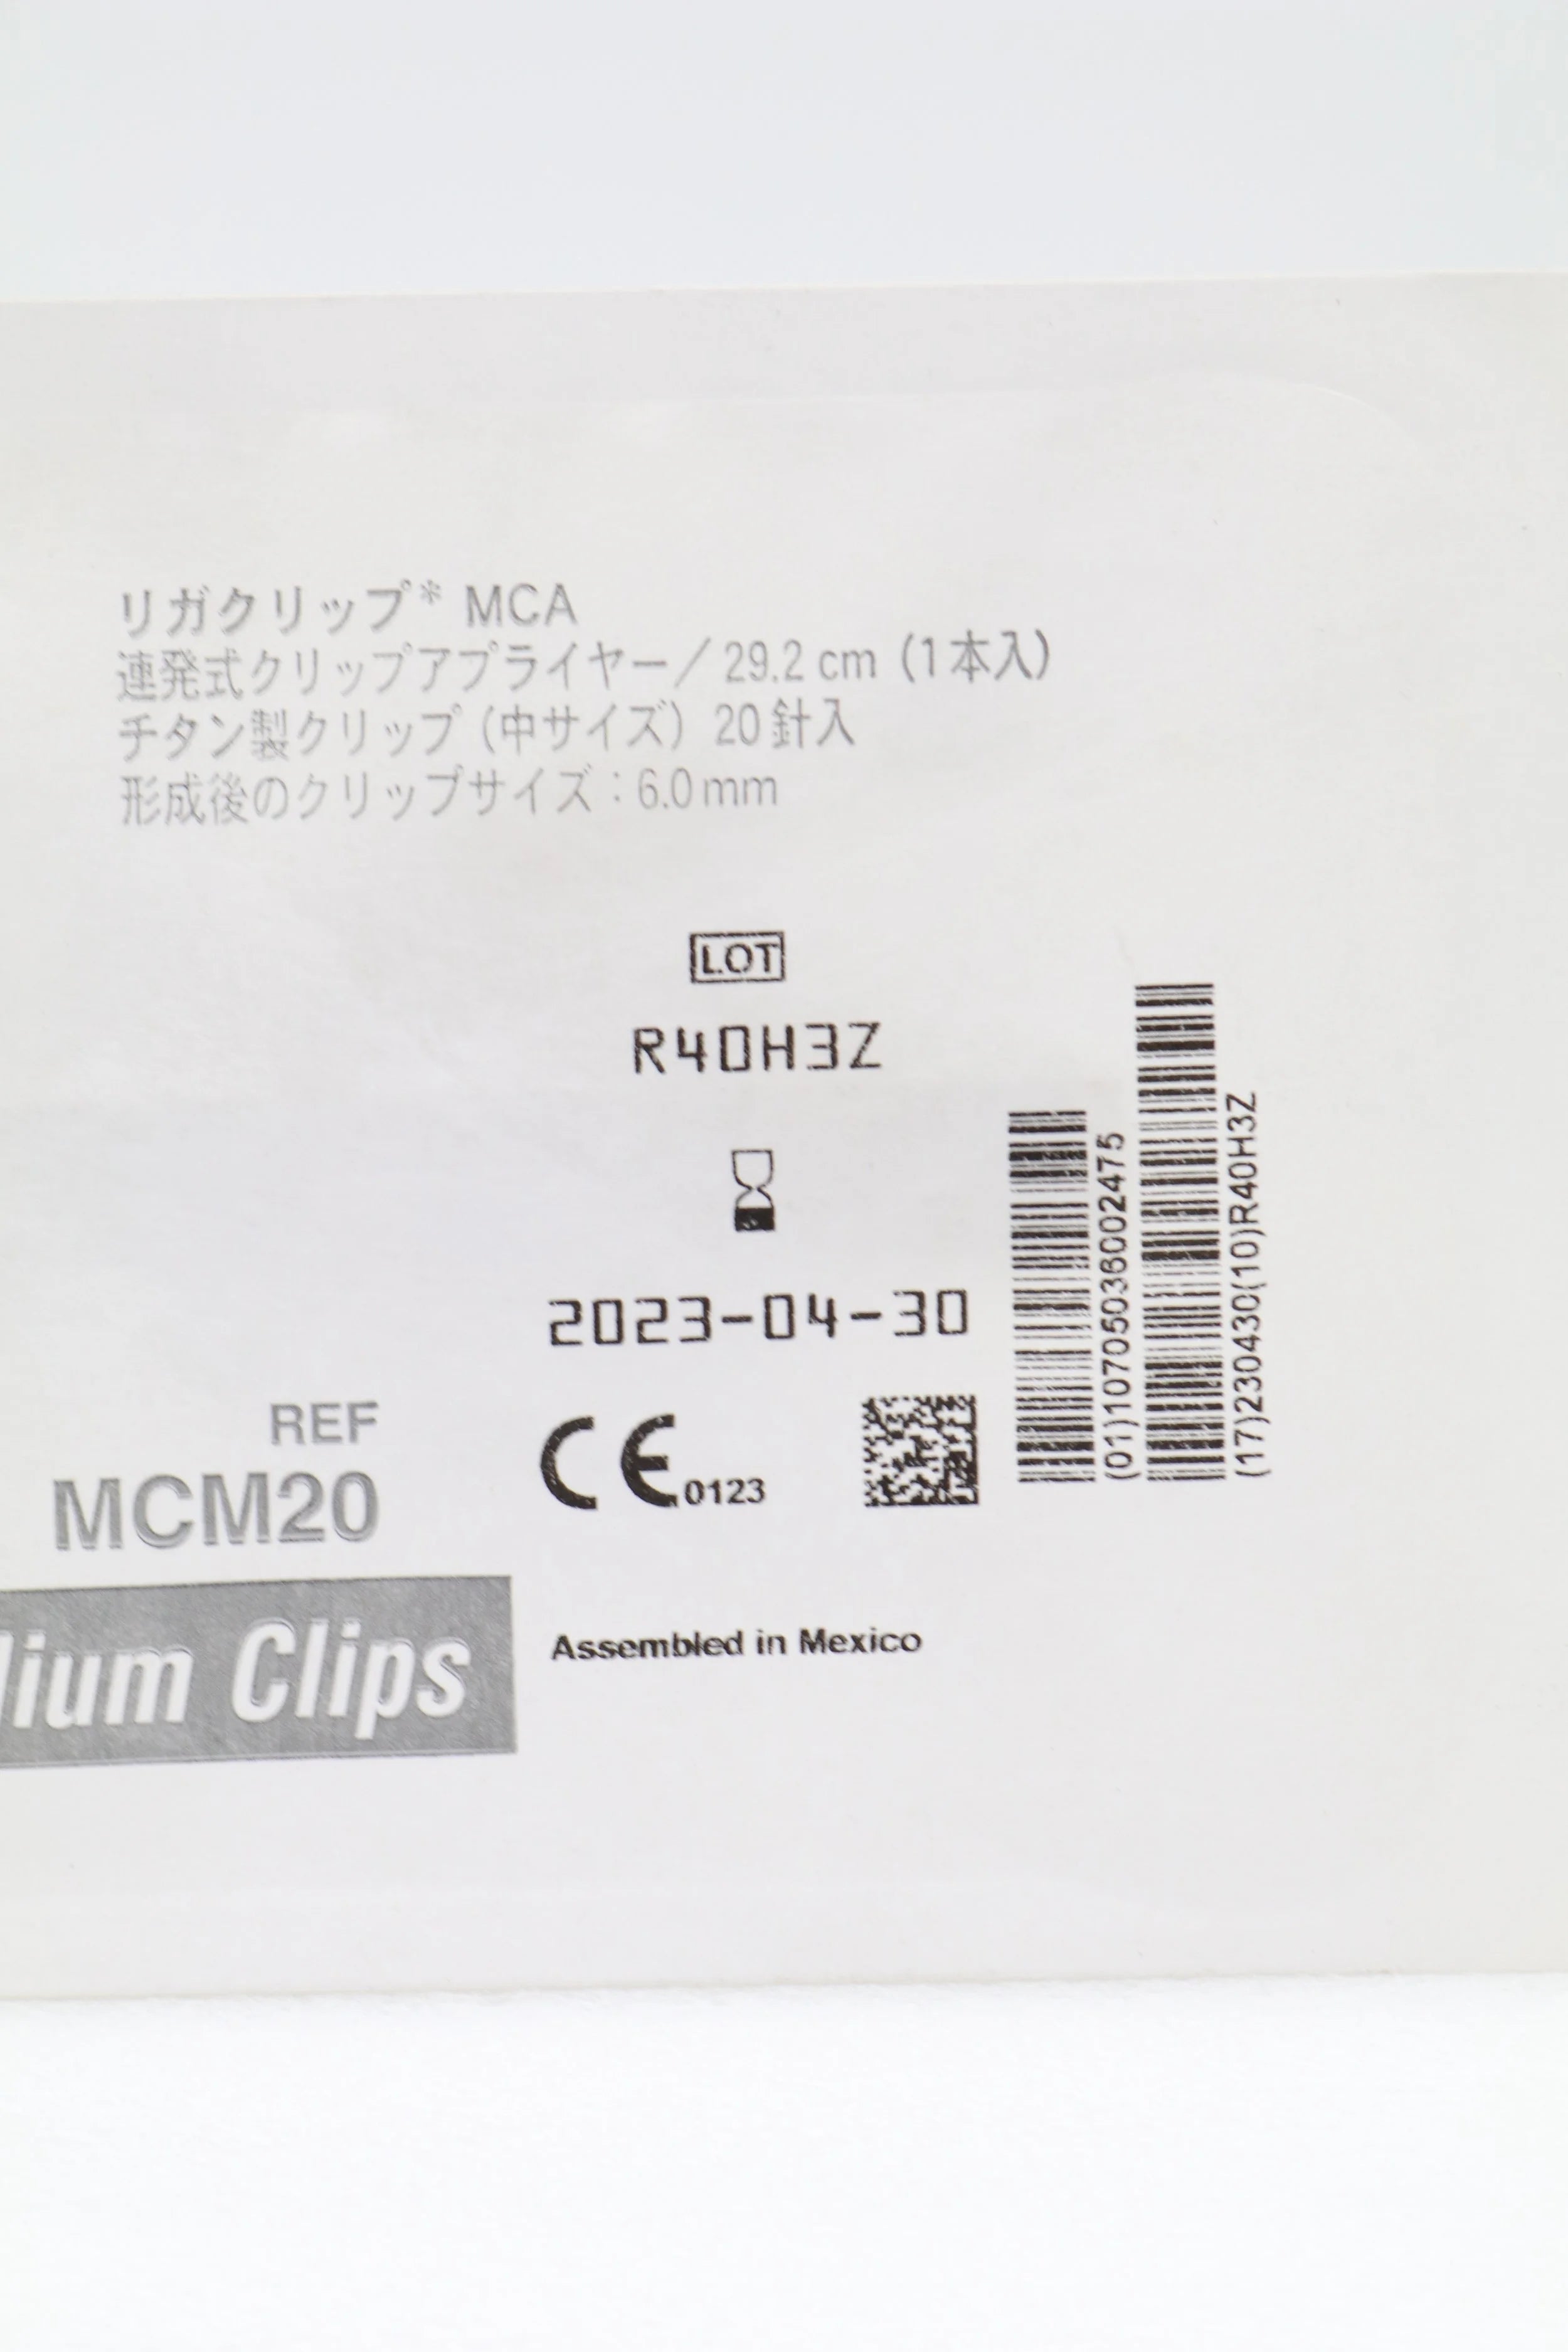 リガクリップ* MCA
連発式クリップアプライヤー/29.2 cm (1本入)
チタン製クリップ (中サイズ) 20針入
形成後のクリップサイズ:6.0mm
LOT
R40H3Z
2023-04-30
REF
MCM20
CE 0123
(01)10705036002475
(17)230430(10)R40H3Z
Clips
Assembled in Mexico